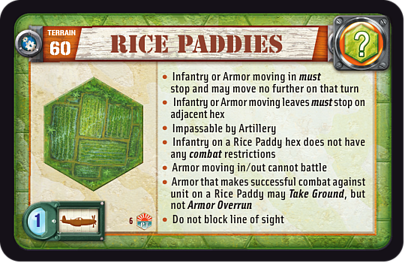 TERRAIN
60
RICE PADDIES
?
• Infantry or Armor moving in must
stop and may move no further on that turn
• Infantry or Armor moving leaves must stop on
adjacent hex
• Impassable by Artillery
• Infantry on a Rice Paddy hex does not have
any combat restrictions
• Armor moving in/out cannot battle
• Armor that makes successful combat against
unit on a Rice Paddy may Take Ground, but
not Armor Overrun
• Do not block line of sight
1
6